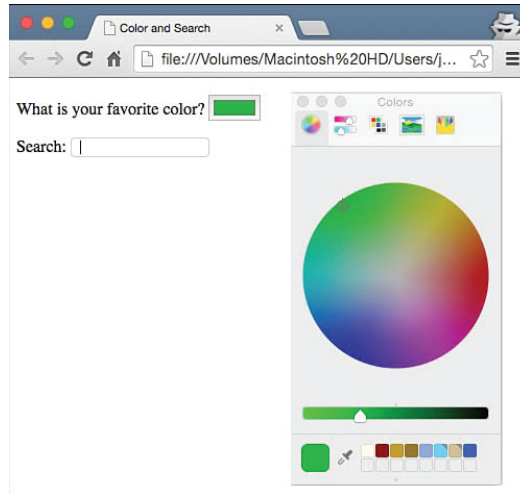 Color and Search
file:///Volumes/Macintosh%20HD/Users/j...
What is your favorite color?
Colors
Search: